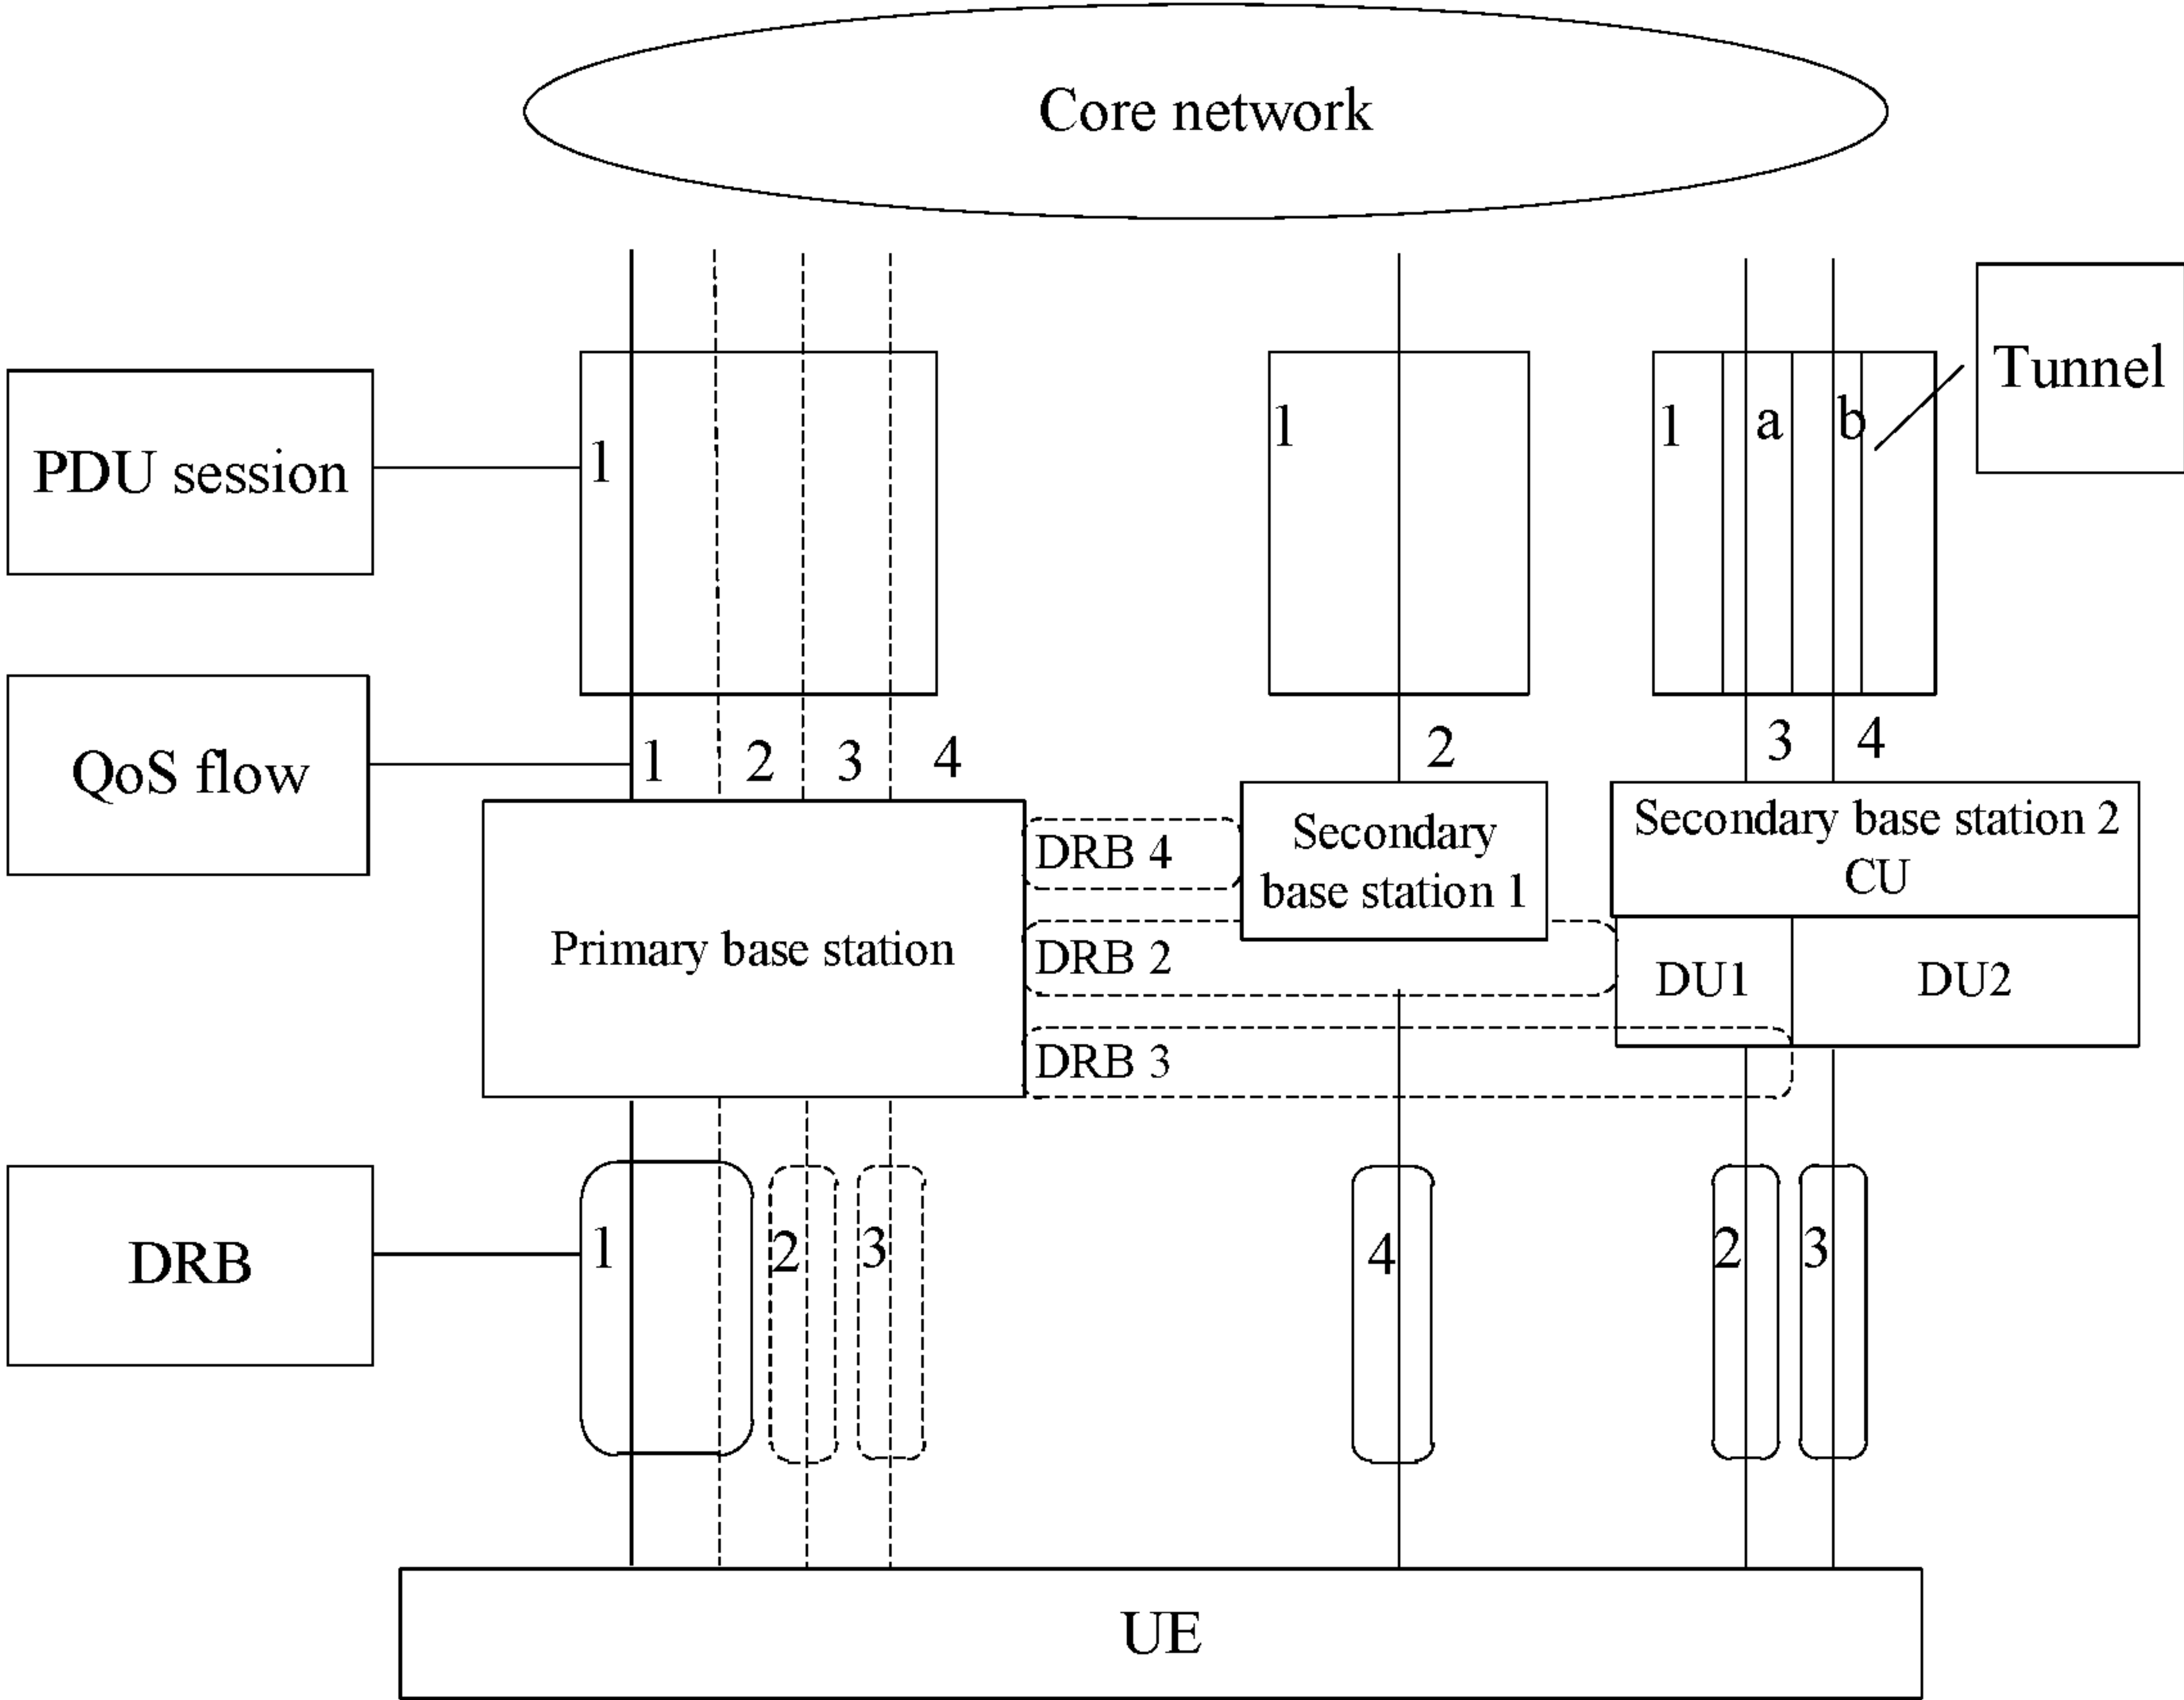 Core network
Tunnel
PDU session
1
1
1 a b
QoS flow
1 2 3 4
2
3 4
Primary base station
DRB 4
DRB 2
DRB 3
Secondary
base station 1
Secondary base station 2
CU
DU1
DU2
DRB
1 2 3
4
2 3
UE